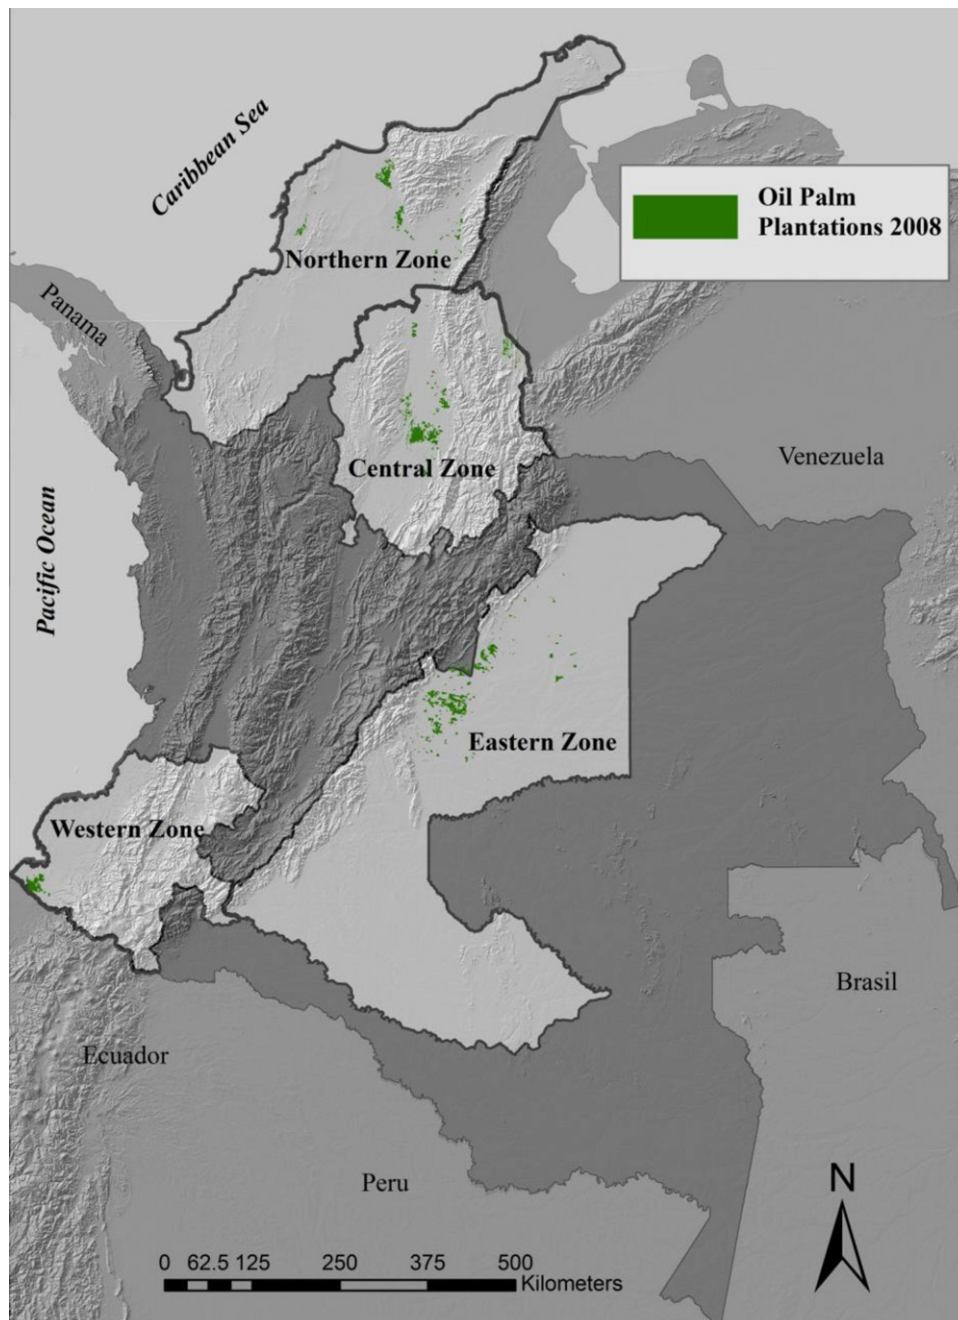 Caribbean Sea
Oil Palm
Plantations 2008
Northern Zone
Panama
Venezuela
Central Zone
Pacific Ocean
Eastern Zone
Western Zone
Brasil
Ecuador
Peru
N
0 62.5 125 250 375 500
Kilometers